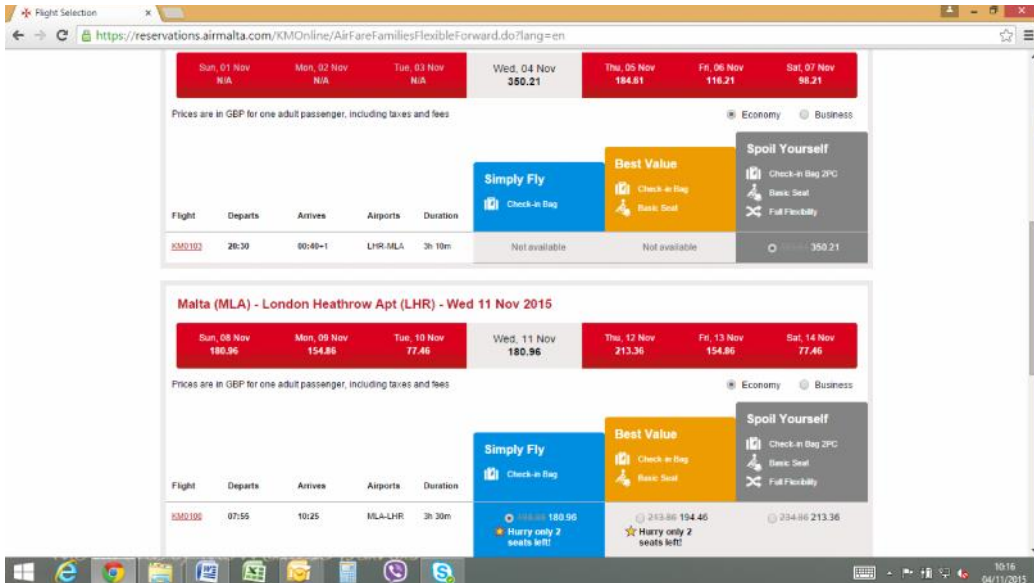 Flight Selection
https://reservations.airmalta.com/KMOnline/AirFareFamiliesFlexibleForward.do?lang=en
Sun, 01 Nov Mon, 02 Nov Tue, 03 Nov Wed, 04 Nov Thu, 05 Nov Fri, 06 Nov Sat, 07 Nov
N/A N/A N/A 350.21 184.61 116.21 98.21
Prices are in GBP for one adult passenger, including taxes and fees Economy Business
Spoil Yourself
Best Value
Check-in Bag 2PC
Simply Fly
Check-in Bag
Basic Seat
Check-in Bag
Basic Seat
Full Flexibility
Flight Departs Arrives Airports Duration
KM0103 20:30 00:40+1 LHR-MLA 3h 10m Not available Not available 350.21
Malta (MLA) - London Heathrow Apt (LHR) - Wed 11 Nov 2015
Sun, 08 Nov Mon, 09 Nov Tue, 10 Nov Wed, 11 Nov Thu, 12 Nov Fri, 13 Nov Sat, 14 Nov
180.96 154.86 77.46 180.96 213.36 154.86 77.46
Prices are in GBP for one adult passenger, including taxes and fees Economy Business
Spoil Yourself
Best Value
Check-in Bag 2PC
Simply Fly
Check-in Bag
Basic Seat
Check-in Bag
Basic Seat
Full Flexibility
Flight Departs Arrives Airports Duration
KM0100 07:55 10:25 MLA-LHR 3h 30m 180.96 213.86 194.46 234.86 213.36
Hurry only 2 Hurry only 2
seats left! seats left!
10:16
04/11/2015